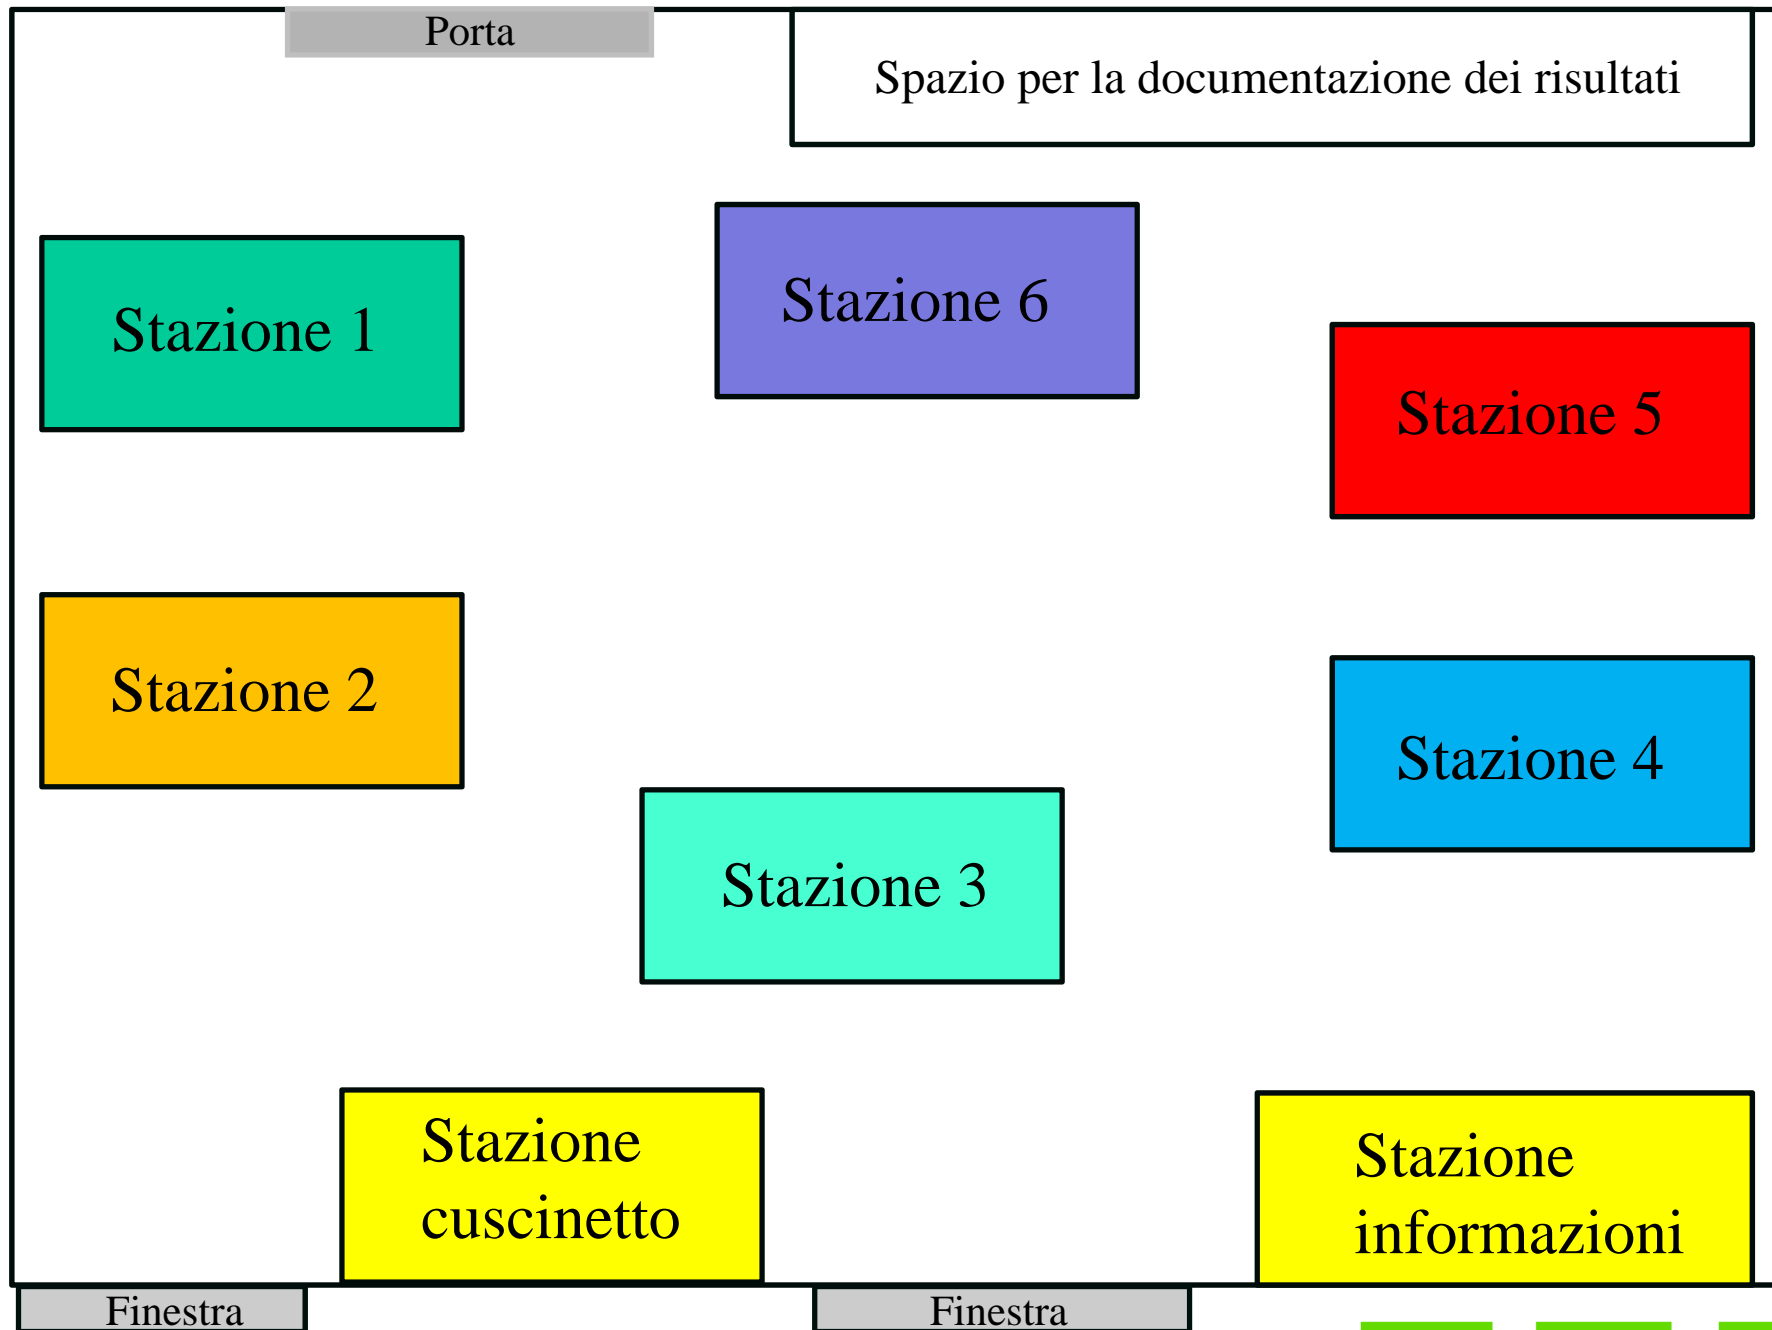 Porta
Spazio per la documentazione dei risultati
Stazione 1
Stazione 6
Stazione 5
Stazione 2
Stazione 4
Stazione 3
Stazione
cuscinetto
Stazione
informazioni
Finestra
Finestra